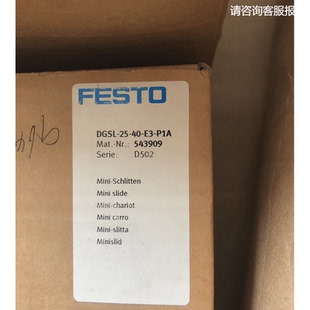 请咨询客服报
FESTO
DGSL-25-40-E3-P1A
Mat.-Nr.: 543909
Serie: D502
Mini-Schlitten
Mini slide
Mini-chariot
Mini carro
Mini-slitta
Minislid